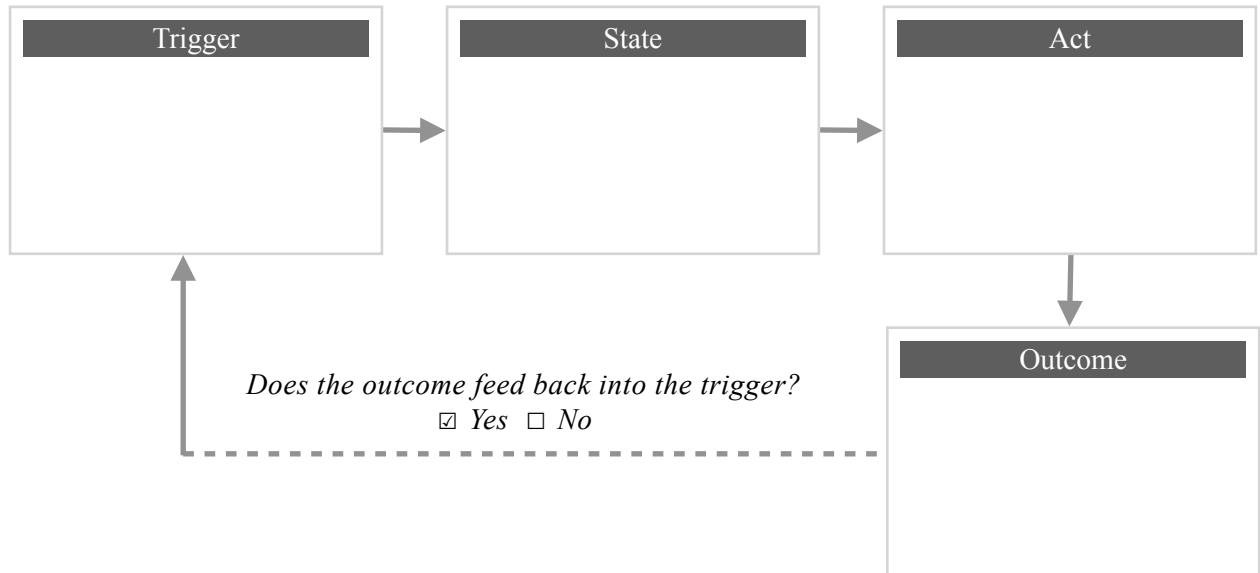 Trigger
State
Act
Outcome
Does the outcome feed back into the trigger?
☑ Yes ☐ No